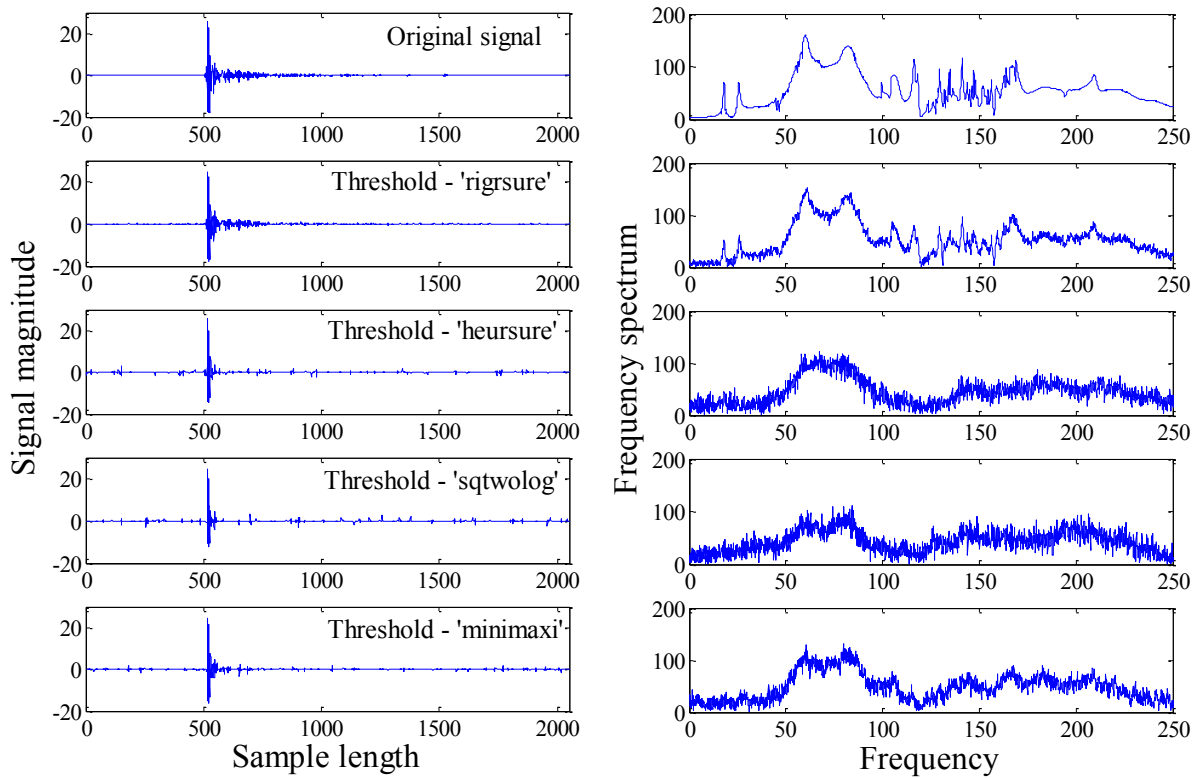 Original signal
20
0
-20
0 500 1000 1500 2000
Threshold - 'rigrsure'
20
0
-20
0 500 1000 1500 2000
Threshold - 'heursure'
20
0
-20
0 500 1000 1500 2000
Threshold - 'sqtwolog'
20
0
-20
0 500 1000 1500 2000
Threshold - 'minimaxi'
20
0
-20
0 500 1000 1500 2000
Signal magnitude
Sample length
200
100
0
0 50 100 150 200 250
200
100
0
0 50 100 150 200 250
200
100
0
0 50 100 150 200 250
200
100
0
0 50 100 150 200 250
200
100
0
0 50 100 150 200 250
Frequency spectrum
Frequency